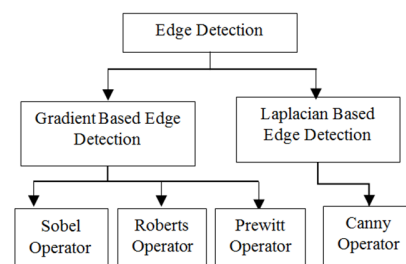 Edge Detection
Gradient Based Edge
Detection
Laplacian Based
Edge Detection
Sobel
Operator
Roberts
Operator
Prewitt
Operator
Canny
Operator